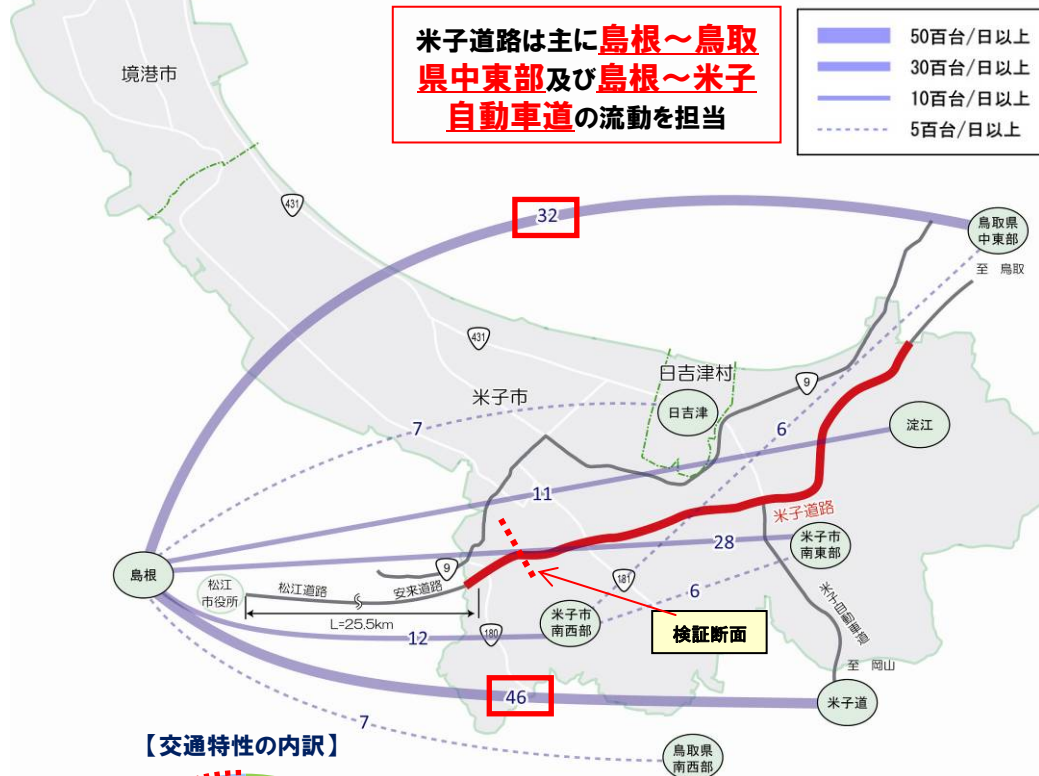 米子道路は主に島根～鳥取
県中東部及び島根～米子
自動車道の流動を担当
50百台/日以上
30百台/日以上
10百台/日以上
5百台/日以上
境港市
431
32
鳥取県
中東部
至 鳥取
431
日吉津村
9
米子市
日吉津
7
6
淀江
11
米子道路
28
米子市
南東部
島根
9
181
松江
市役所
松江道路
安来道路
6
米子自動車道
L=25.5km
米子市
南西部
検証断面
12
180
至 岡山
46
米子道
7
【交通特性の内訳】
鳥取県
南西部